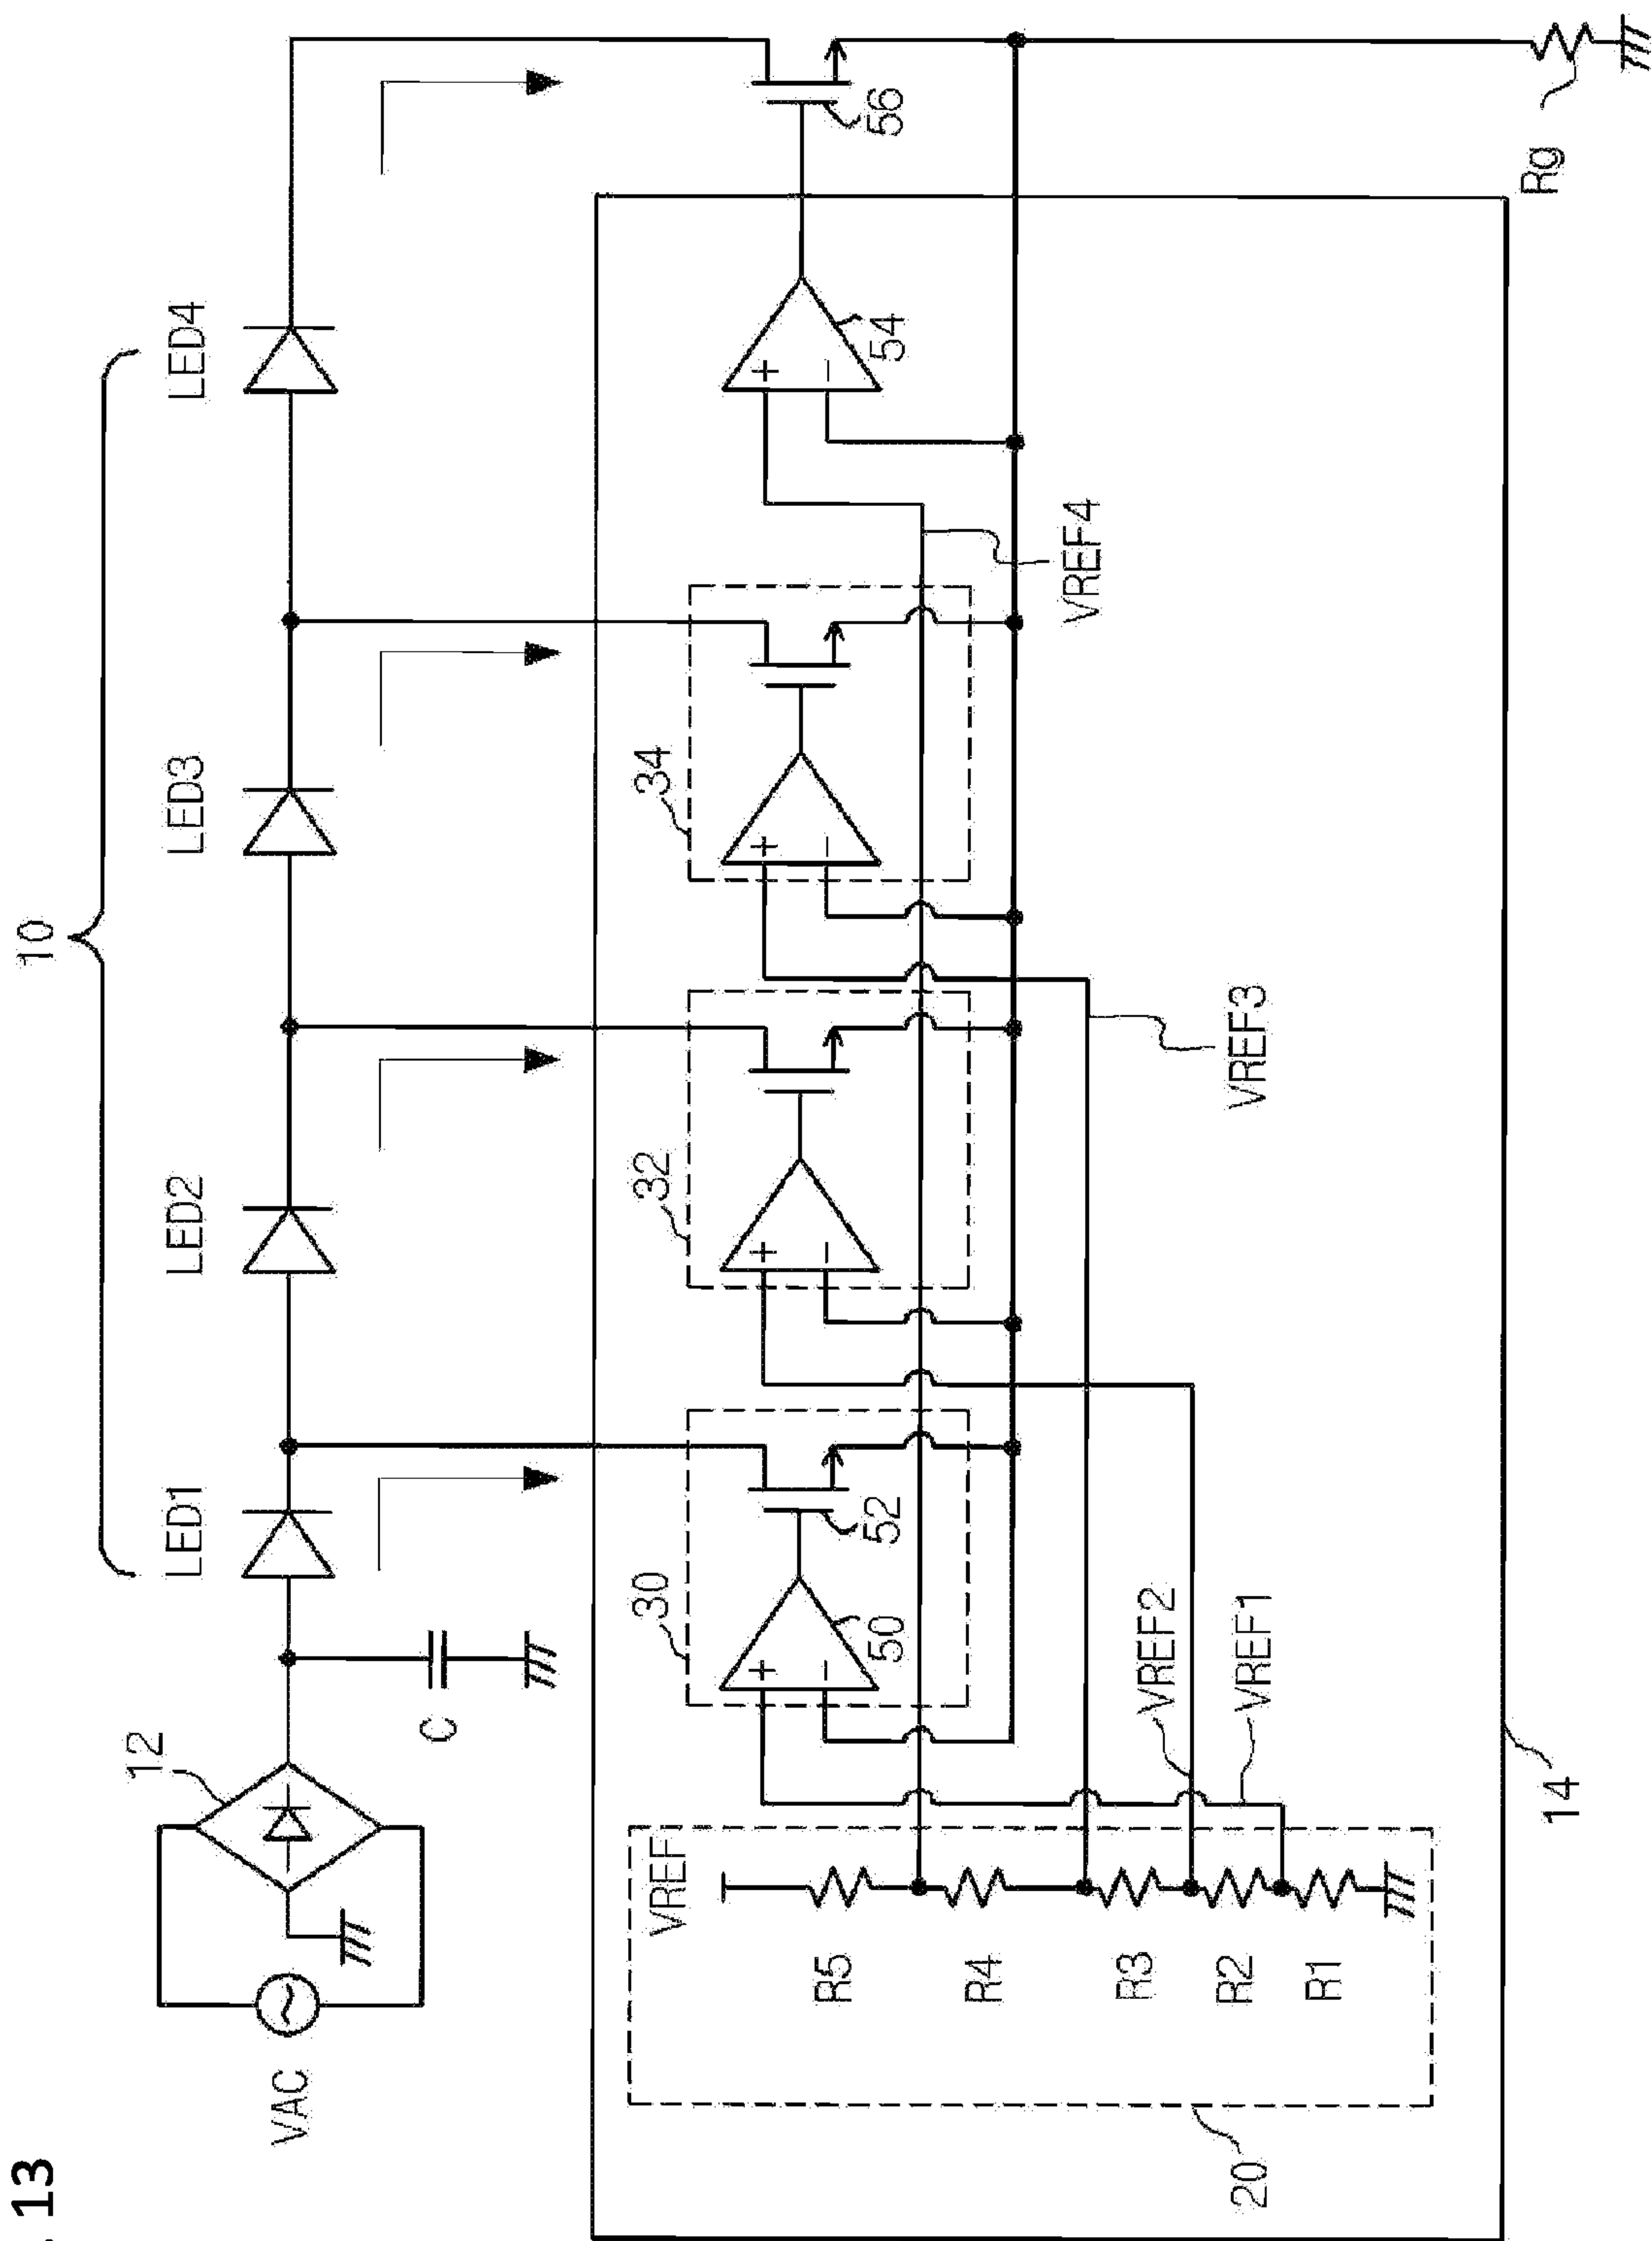 . 13
10
LED1
LED2
LED3
LED4
12
VAC
C
30
50
52
32
34
54
56
VREF
R5
R4
R3
R2
R1
VREF2
VREF1
VREF3
VREF4
20
14
Rg
+
−
+
−
+
−
+
−